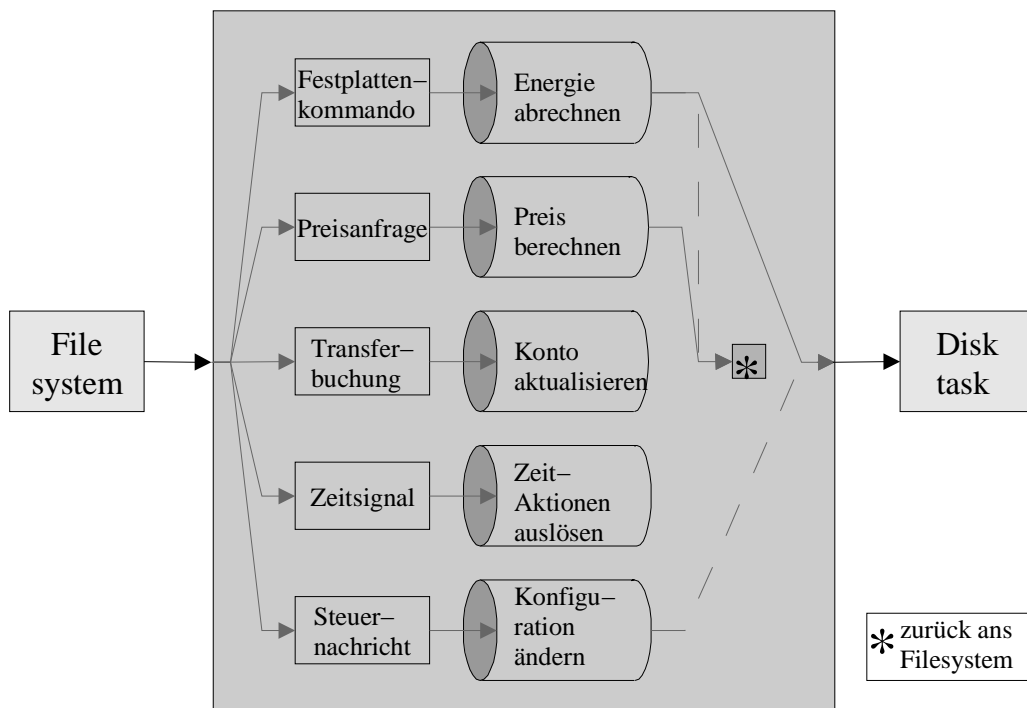 Festplatten–
kommando
Energie
abrechnen
Preisanfrage
Preis
berechnen
File
system
Transfer–
buchung
Konto
aktualisieren
*
Disk
task
Zeitsignal
Zeit–
Aktionen
auslösen
Steuer–
nachricht
Konfigu–
ration
ändern
* zurück ans
Filesystem